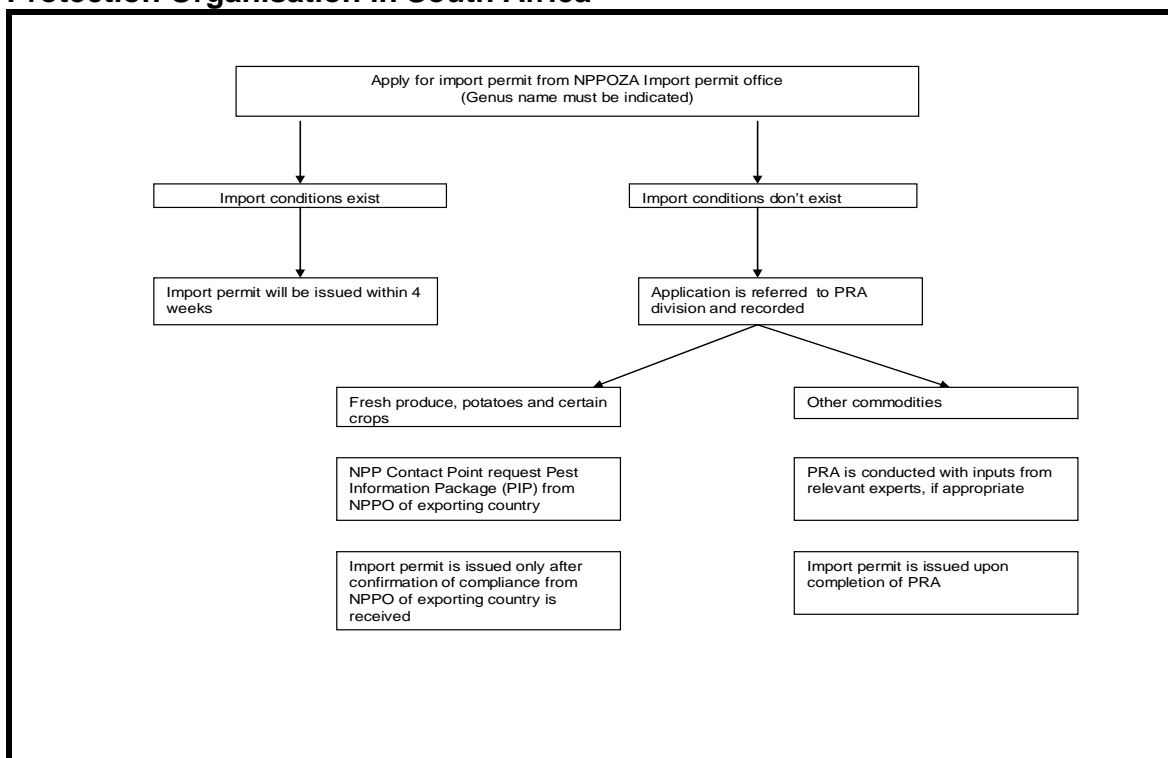 Protection Organisation in South Africa
Apply for import permit from NPPOZA Import permit office
(Genus name must be indicated)
Import conditions exist
Import conditions don't exist
Import permit will be issued within 4
weeks
Application is referred to PRA
division and recorded
Fresh produce, potatoes and certain
crops
Other commodities
NPP Contact Point request Pest
Information Package (PIP) from
NPPO of exporting country
PRA is conducted with inputs from
relevant experts, if appropriate
Import permit is issued only after
confirmation of compliance from
NPPO of exporting country is
received
Import permit is issued upon
completion of PRA